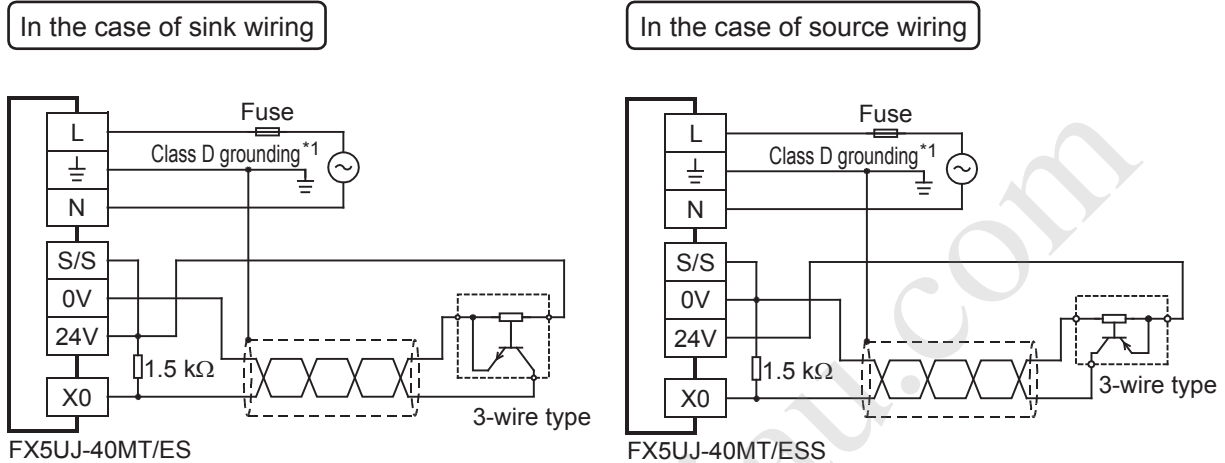 In the case of sink wiring
Fuse
L
Class D grounding*1
N
S/S
0V
24V
1.5 kΩ
X0
3-wire type
FX5UJ-40MT/ES
In the case of source wiring
Fuse
L
Class D grounding*1
N
S/S
0V
24V
1.5 kΩ
X0
3-wire type
FX5UJ-40MT/ESS